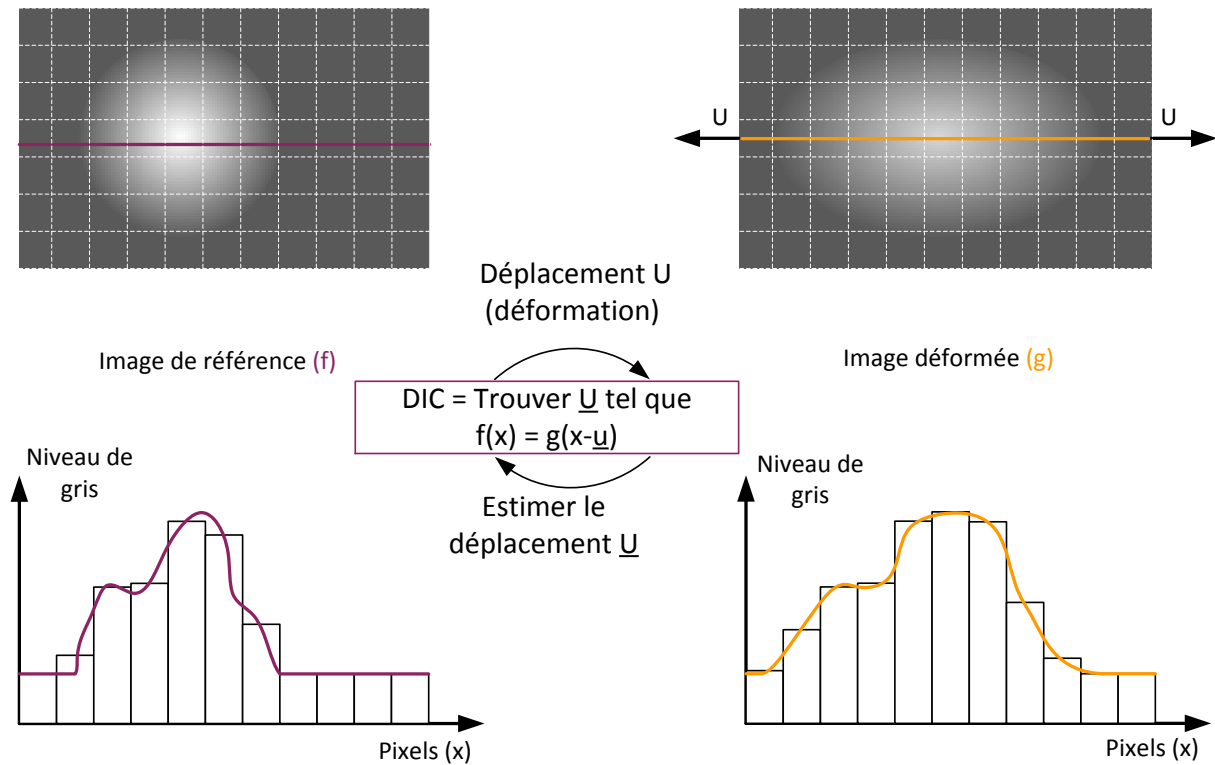 U
U
Déplacement U
(déformation)
Image de référence (f)
Image déformée (g)
DIC = Trouver U tel que
f(x) = g(x-u)
Niveau de
gris
Estimer le
déplacement U
Niveau de
gris
Pixels (x)
Pixels (x)